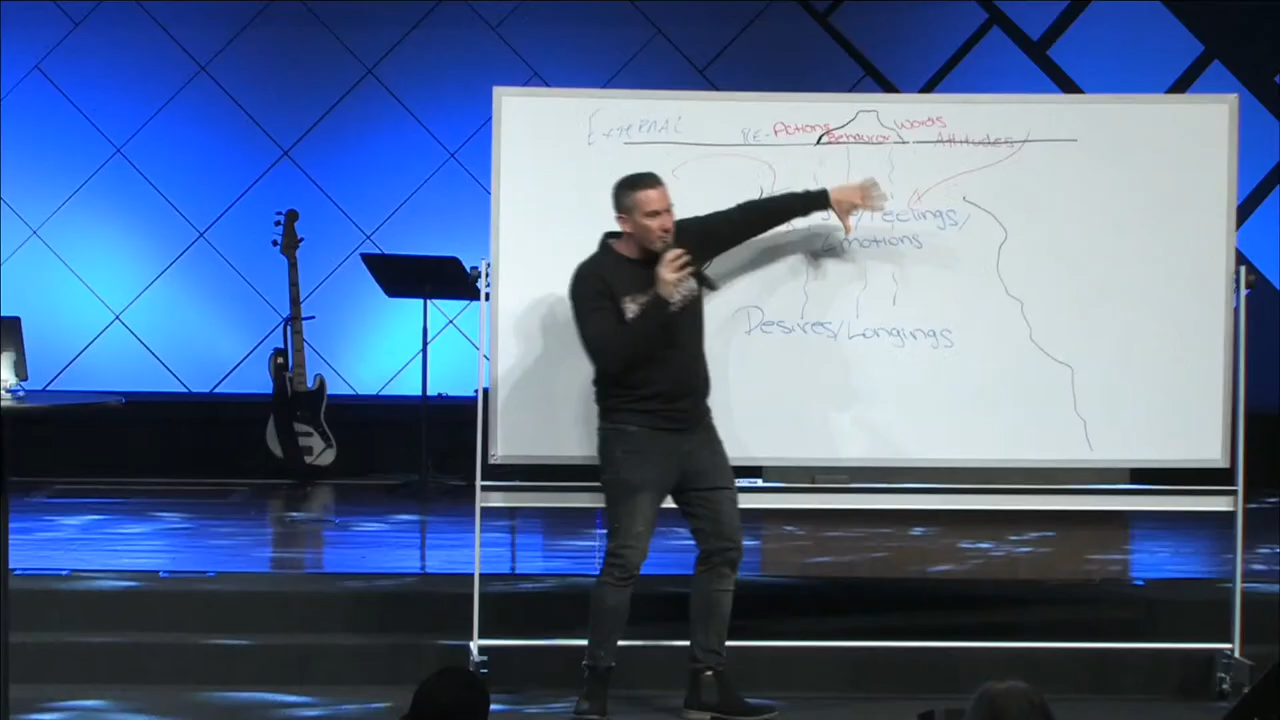 External RE- Actions Behavior Words Attitudes
/Feelings/
Emotions
Desires/Longings